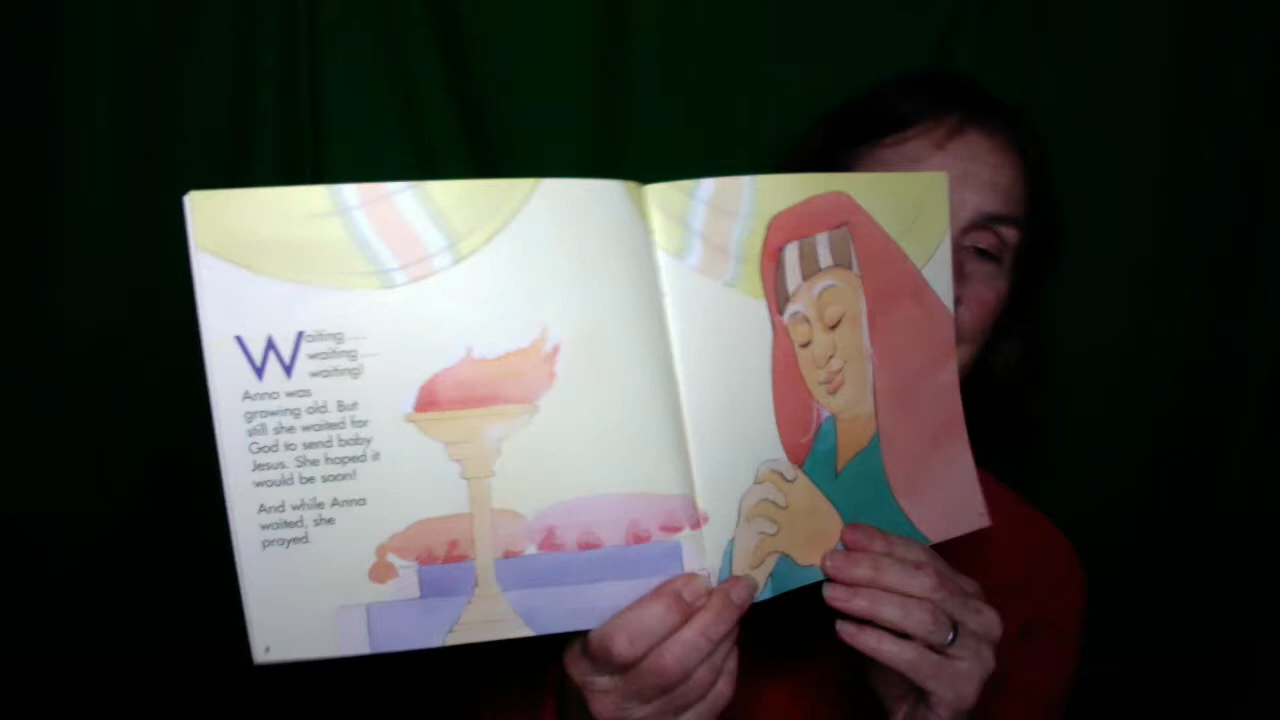 Waiting....
waiting....
waiting!
Anna was
growing old. But
still she waited for
God to send baby
Jesus. She hoped it
would be soon!
And while Anna
waited, she
prayed.